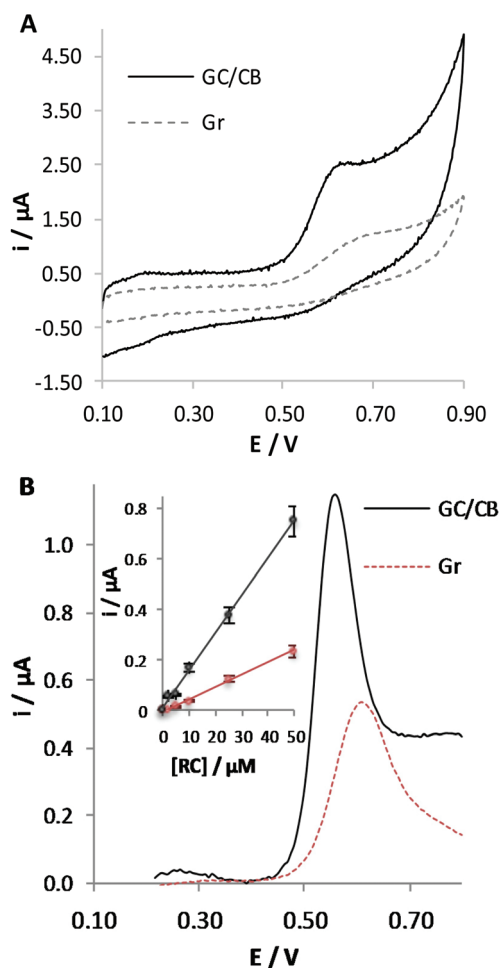 A
4.50
3.50
2.50
1.50
0.50
-0.50
-1.50
i / µA
GC/CB
Gr
0.10 0.30 0.50 0.70 0.90
E / V
B
1.0
0.8
0.6
0.4
0.2
0.0
i / µA
GC/CB
Gr
0.8
0.6
0.4
0.2
0
i / µA
0 10 20 30 40 50
[RC] / µM
0.10 0.30 0.50 0.70
E / V